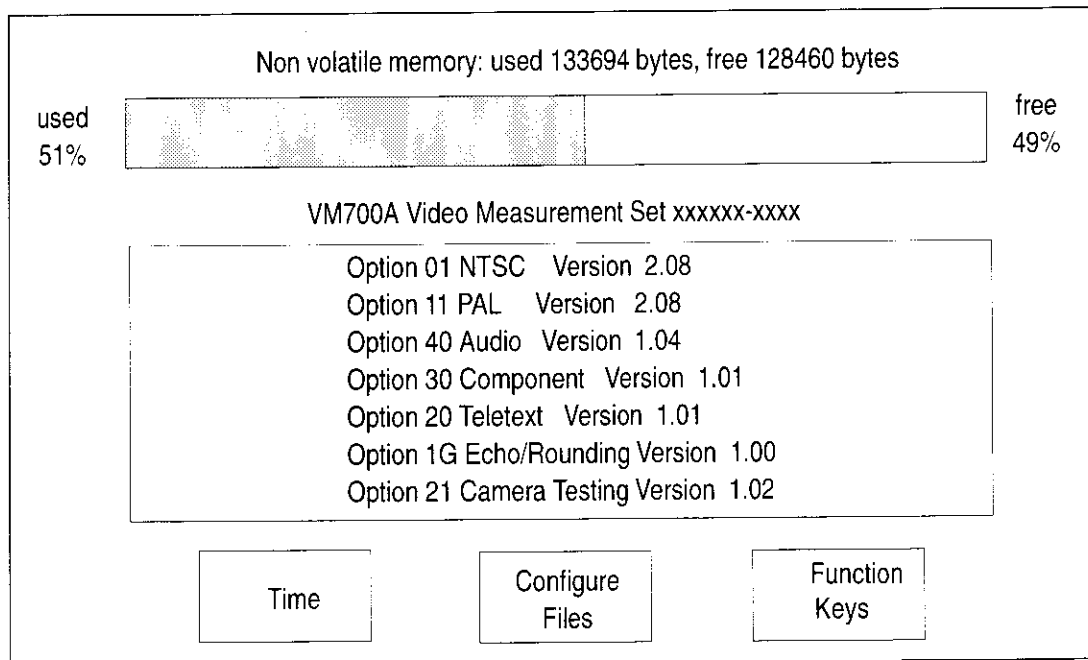 Non volatile memory: used 133694 bytes, free 128460 bytes
used
51%
free
49%
VM700A Video Measurement Set xxxxxx-xxxx
Option 01 NTSC Version 2.08
Option 11 PAL Version 2.08
Option 40 Audio Version 1.04
Option 30 Component Version 1.01
Option 20 Teletext Version 1.01
Option 1G Echo/Rounding Version 1.00
Option 21 Camera Testing Version 1.02
Time
Configure
Files
Function
Keys